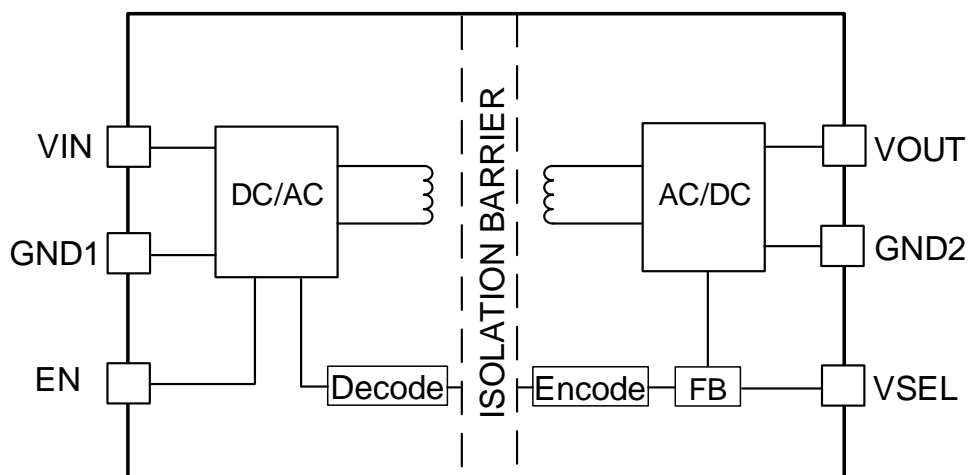 VIN
GND1
EN
DC/AC
Decode
ISOLATION BARRIER
AC/DC
Encode
FB
VOUT
GND2
VSEL